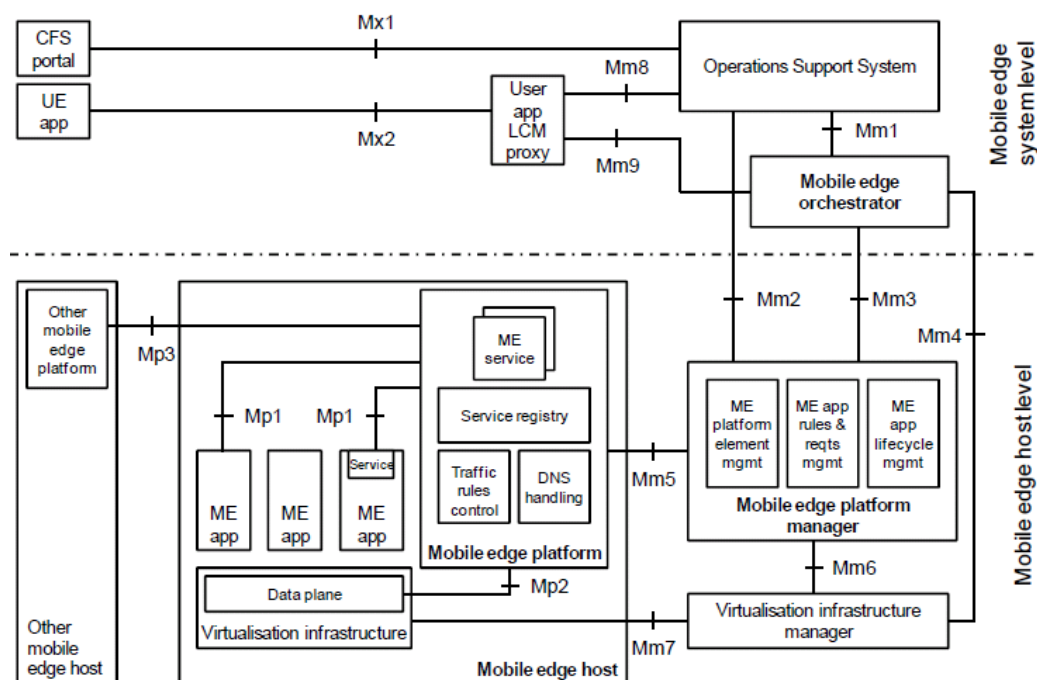 Mx1
CFS
portal
Operations Support System
Mm8
UE
app
User
app
LCM
proxy
Mx2
Mm9
Mm1
Mobile edge
orchestrator
Mobile edge
system level
Mm2
Mm3
Mm4
Other
mobile
edge
platform
Mp3
ME
service
Service registry
Traffic
rules
control
DNS
handling
Mobile edge platform
Mp1
Mp1
ME
app
ME
app
Service
ME
app
Mp2
Data plane
Virtualisation infrastructure
Other
mobile
edge host
Mobile edge host
Mm5
ME
platform
element
mgmt
ME app
rules &
reqts
mgmt
ME
app
lifecycle
mgmt
Mobile edge platform
manager
Mm6
Virtualisation infrastructure
manager
Mm7
Mobile edge host level